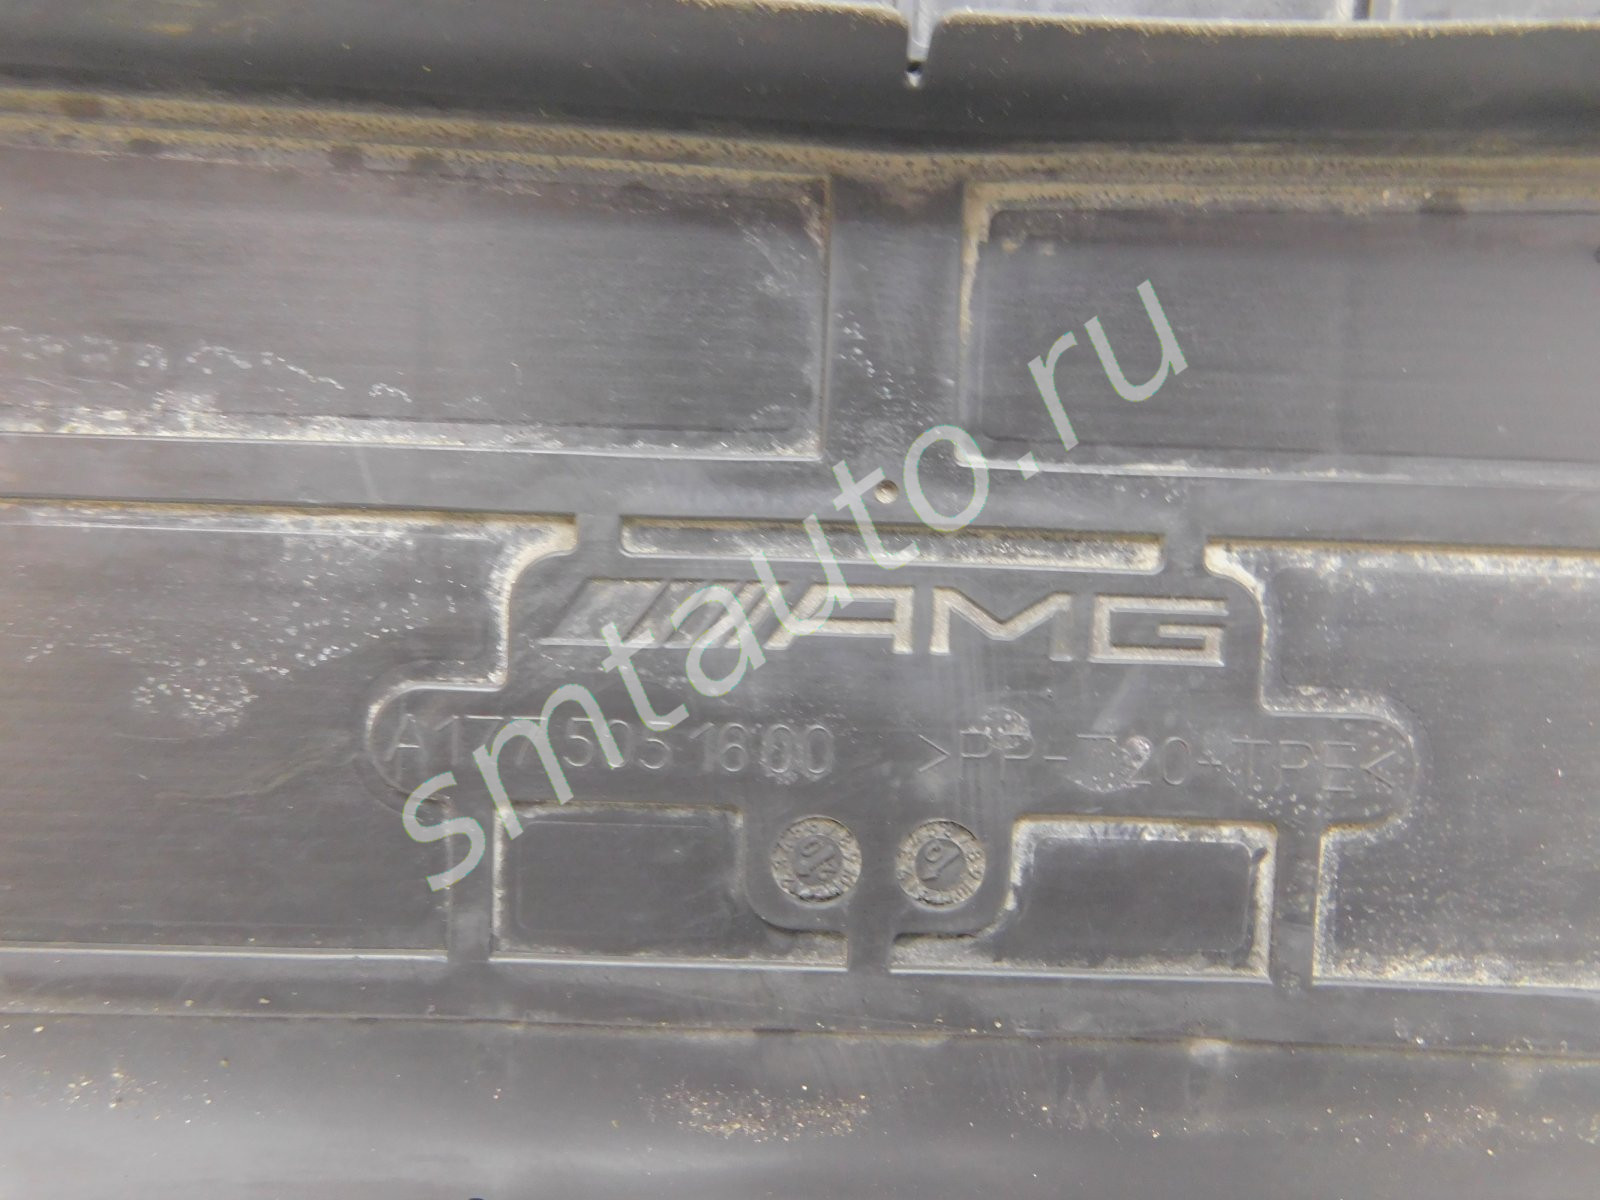 AMG
A177 505 1600 >PP-T20-TPE<
smtauto.ru